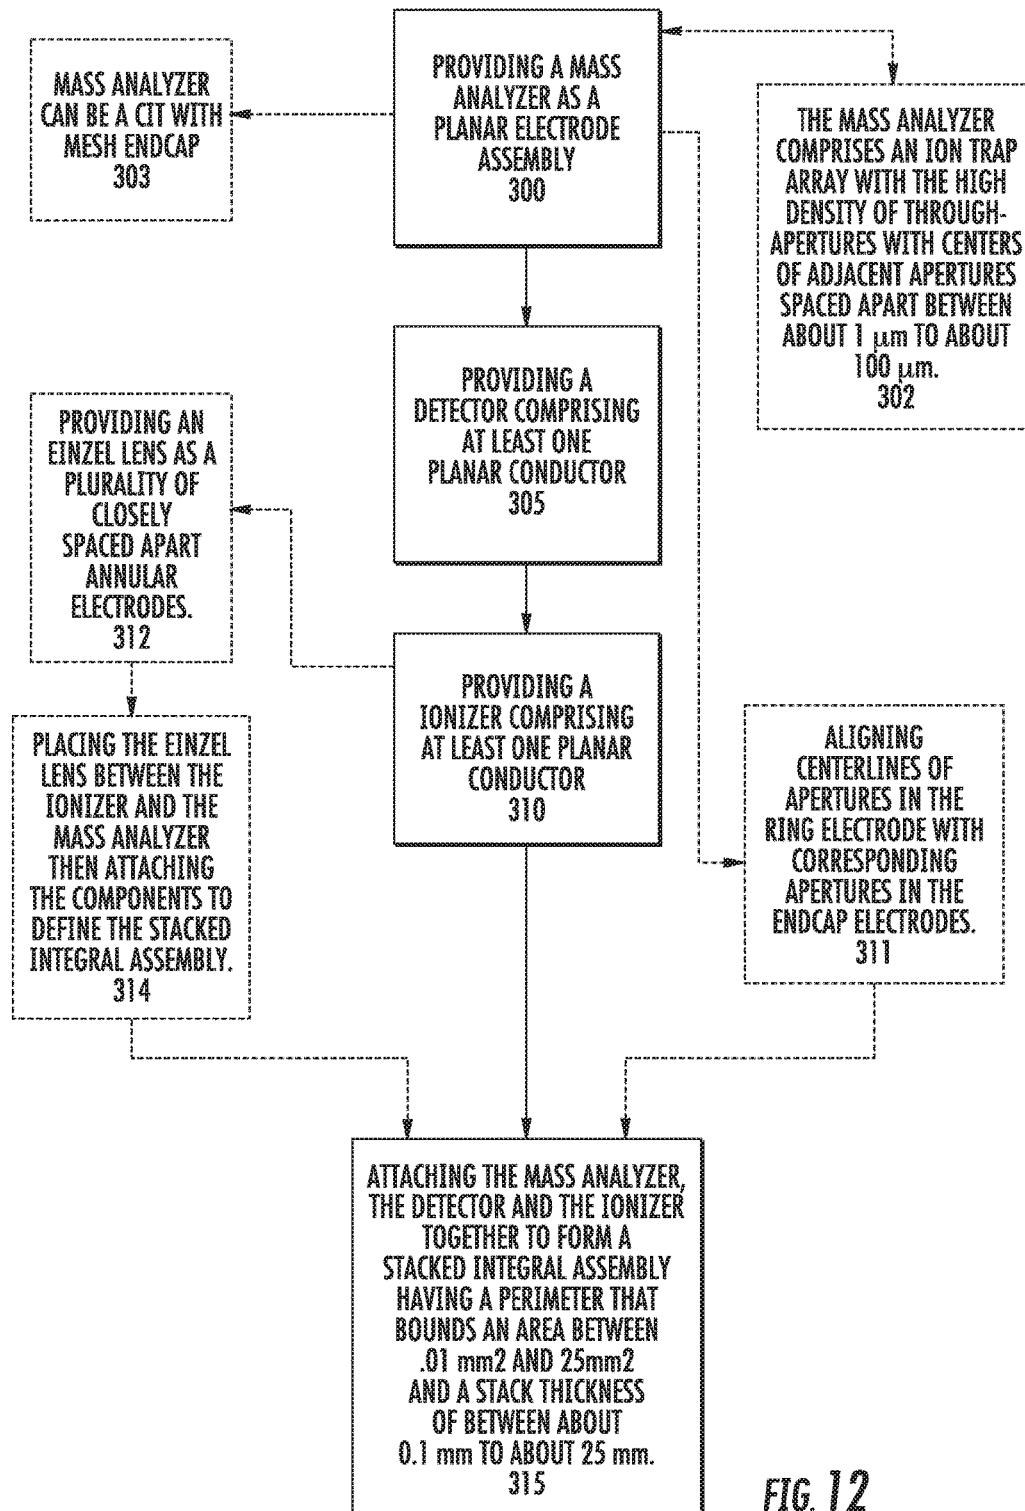 PROVIDING A MASS
ANALYZER AS A
PLANAR ELECTRODE
ASSEMBLY
300
MASS ANALYZER
CAN BE A CIT WITH
MESH ENDCAP
303
THE MASS ANALYZER
COMPRISES AN ION TRAP
ARRAY WITH THE HIGH
DENSITY OF THROUGH-
APERTURES WITH CENTERS
OF ADJACENT APERTURES
SPACED APART BETWEEN
ABOUT 1 µm TO ABOUT
100 µm.
302
PROVIDING A
DETECTOR COMPRISING
AT LEAST ONE
PLANAR CONDUCTOR
305
PROVIDING AN
EINZEL LENS AS A
PLURALITY OF
CLOSELY
SPACED APART
ANNULAR
ELECTRODES.
312
PROVIDING A
IONIZER COMPRISING
AT LEAST ONE PLANAR
CONDUCTOR
310
PLACING THE EINZEL
LENS BETWEEN THE
IONIZER AND THE
MASS ANALYZER
THEN ATTACHING
THE COMPONENTS TO
DEFINE THE STACKED
INTEGRAL ASSEMBLY.
314
ALIGNING
CENTERLINES OF
APERTURES IN THE
RING ELECTRODE WITH
CORRESPONDING
APERTURES IN THE
ENDCAP ELECTRODES.
311
ATTACHING THE MASS ANALYZER,
THE DETECTOR AND THE IONIZER
TOGETHER TO FORM A
STACKED INTEGRAL ASSEMBLY
HAVING A PERIMETER THAT
BOUNDS AN AREA BETWEEN
.01 mm2 AND 25mm2
AND A STACK THICKNESS
OF BETWEEN ABOUT
0.1 mm TO ABOUT 25 mm.
315
FIG. 12